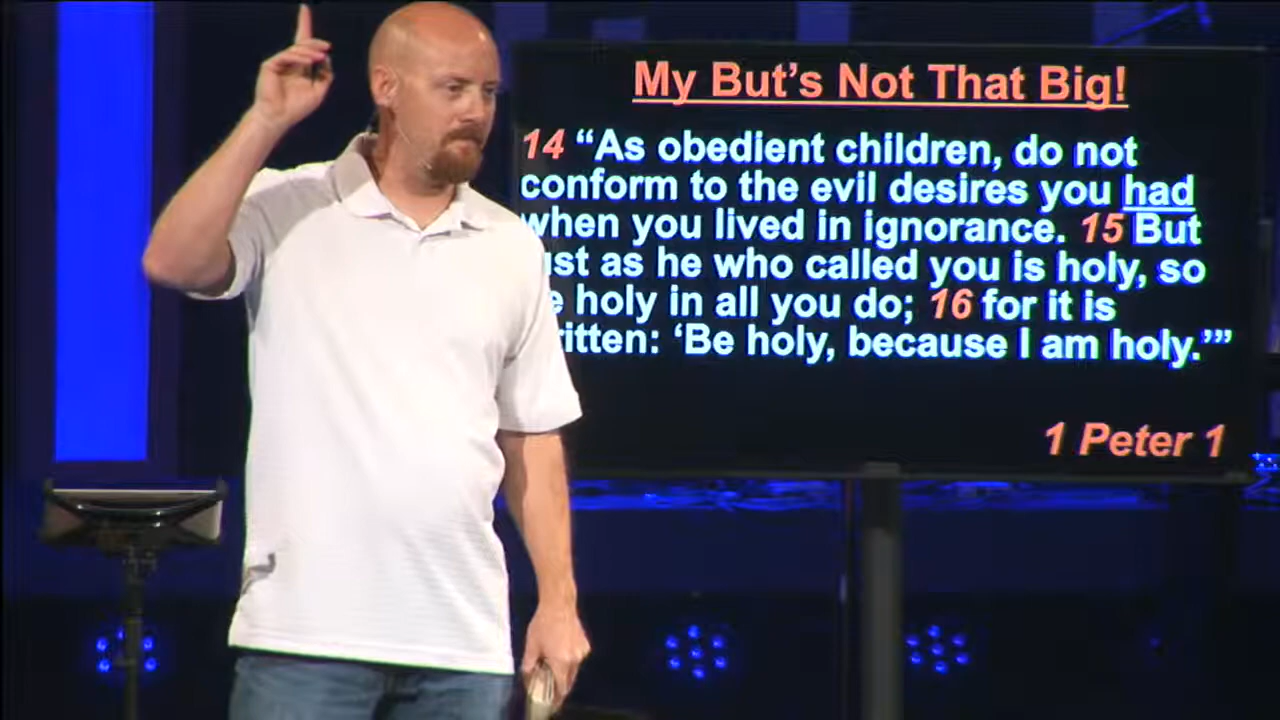 My But's Not That Big!
14 “As obedient children, do not
conform to the evil desires you had
when you lived in ignorance. 15 But
ust as he who called you is holy, so
e holy in all you do; 16 for it is
ritten: ‘Be holy, because I am holy.’”
1 Peter 1